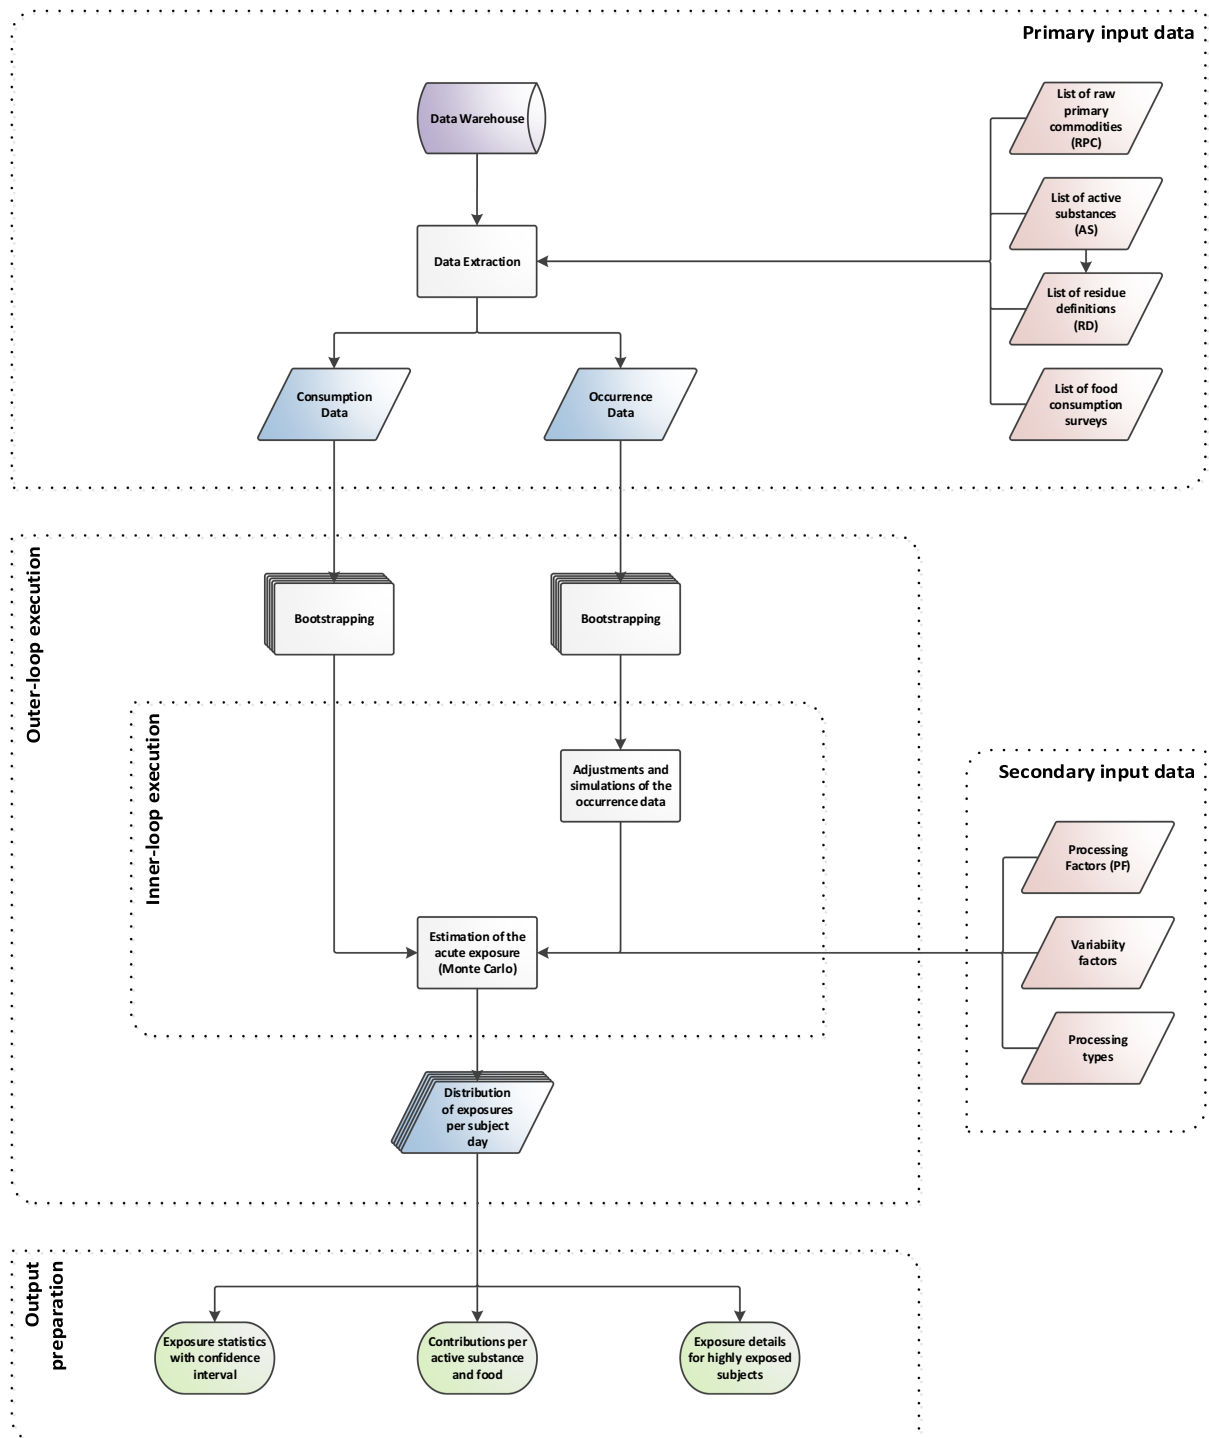 Primary input data
Data Warehouse
List of raw
primary
commodities
(RPC)
List of active
substances
(AS)
Data Extraction
List of residue
definitions
(RD)
Consumption
Data
Occurrence
Data
List of food
consumption
surveys
Outer-loop execution
Bootstrapping
Bootstrapping
Inner-loop execution
Adjustments and
simulations of the
occurrence data
Secondary input data
Processing
Factors (PF)
Estimation of the
acute exposure
(Monte Carlo)
Variabiity
factors
Processing
types
Distribution
of exposures
per subject
day
Output
preparation
Exposure statistics
with confidence
interval
Contributions per
active substance
and food
Exposure details
for highly exposed
subjects